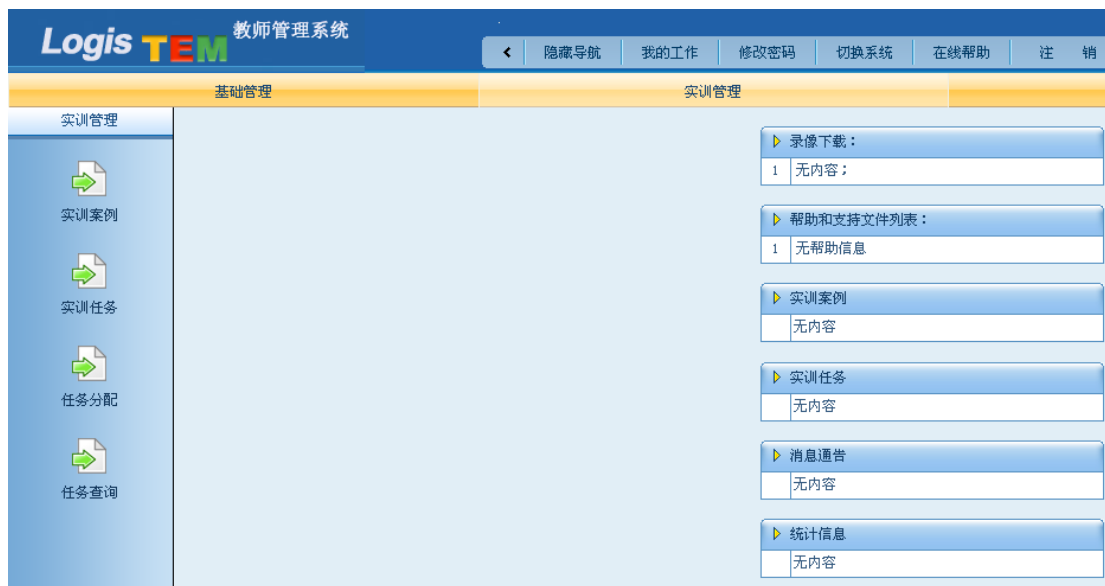 Logis TEM 教师管理系统
隐藏导航 我的工作 修改密码 切换系统 在线帮助 注 销
基础管理 实训管理
实训管理
实训案例
实训任务
任务分配
任务查询
录像下载：
1 无内容；
帮助和支持文件列表：
1 无帮助信息
实训案例
无内容
实训任务
无内容
消息通告
无内容
统计信息
无内容